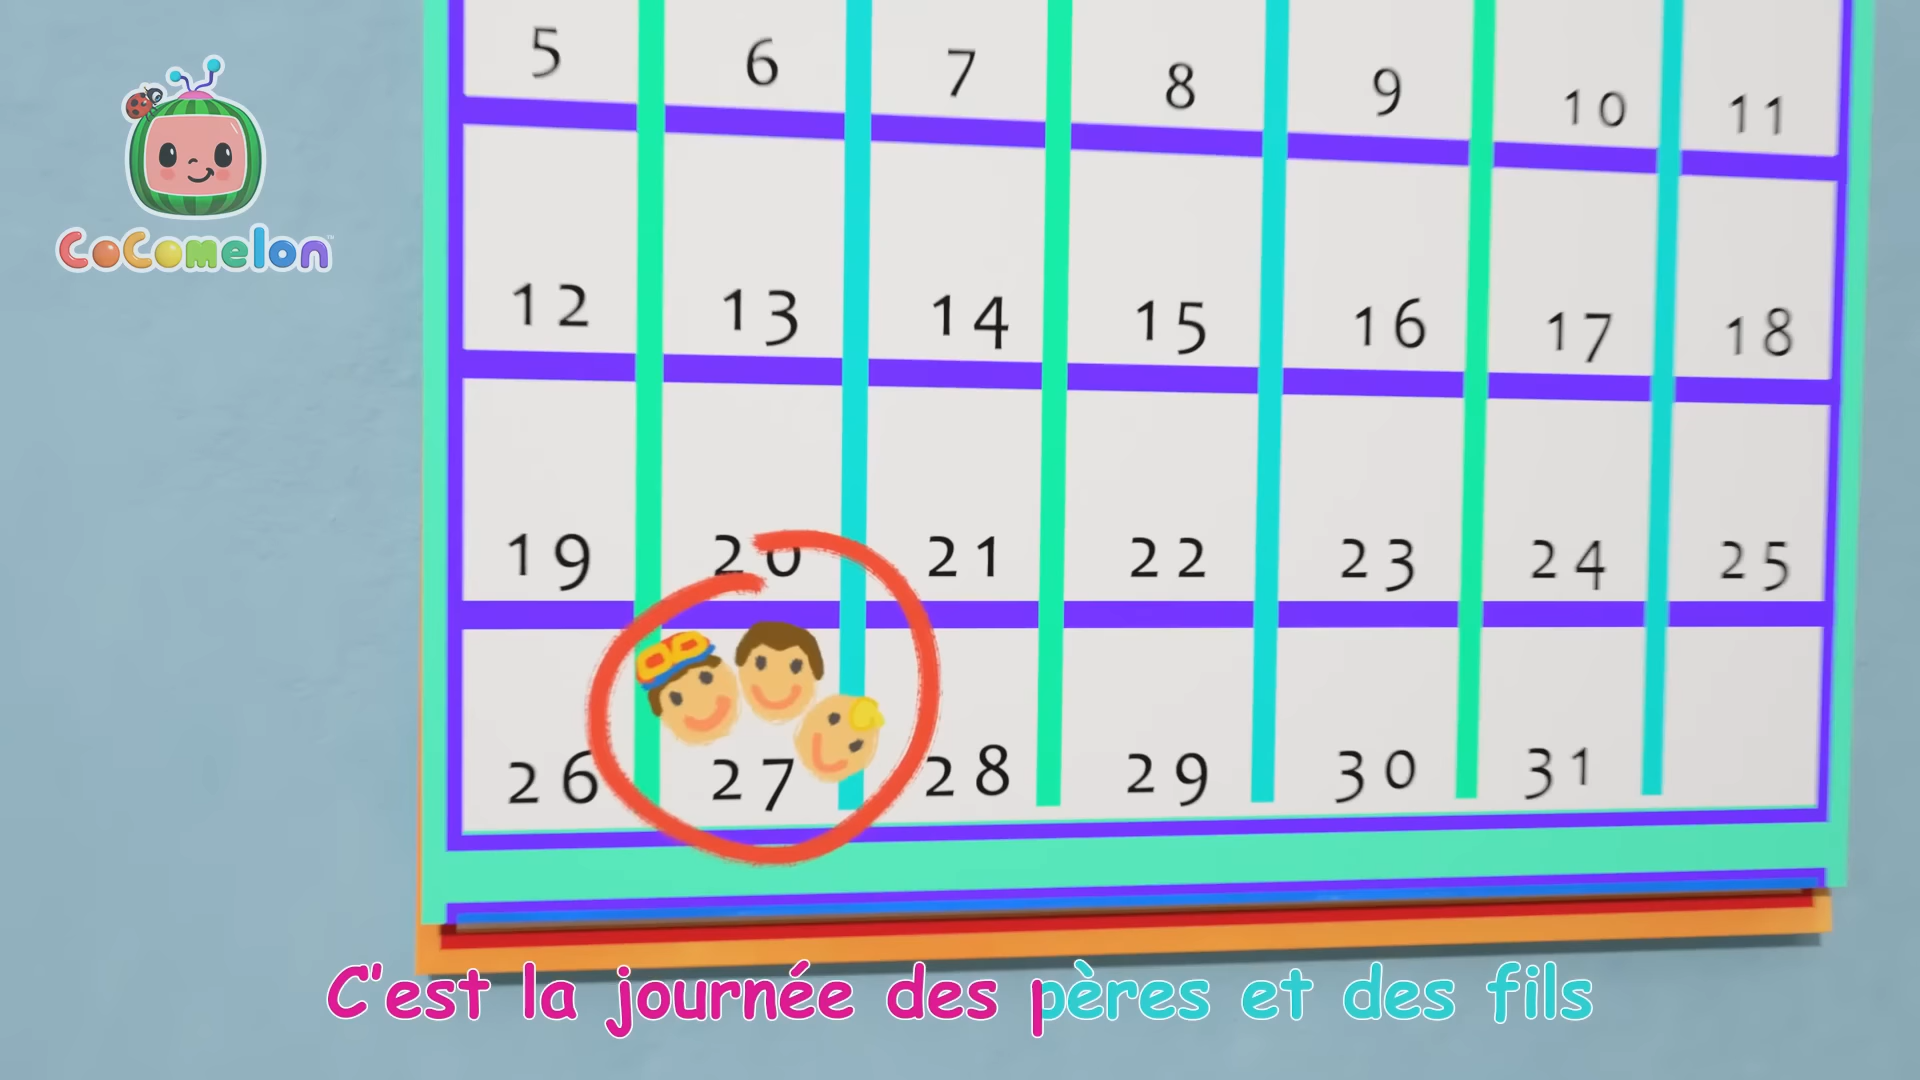 5 6 7 8 9 10 11
CoComelon™
12 13 14 15 16 17 18
19 20 21 22 23 24 25
26 27 28 29 30 31
C'est la journée des pères et des fils